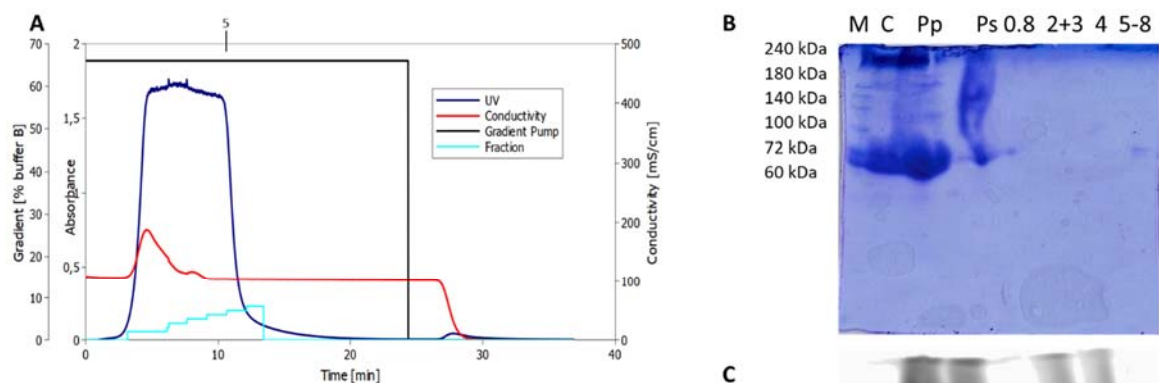 A
5
70
60
50
40
30
20
10
0
Gradient [% buffer B]
2
1,5
1
0,5
0
Absorbance
UV
Conductivity
Gradient Pump
Fraction
500
400
300
200
100
0
Conductivity [mS/cm]
0 10 20 30 40
Time [min]
B M C Pp Ps 0.8 2+3 4 5-8
240 kDa
180 kDa
140 kDa
100 kDa
72 kDa
60 kDa
C